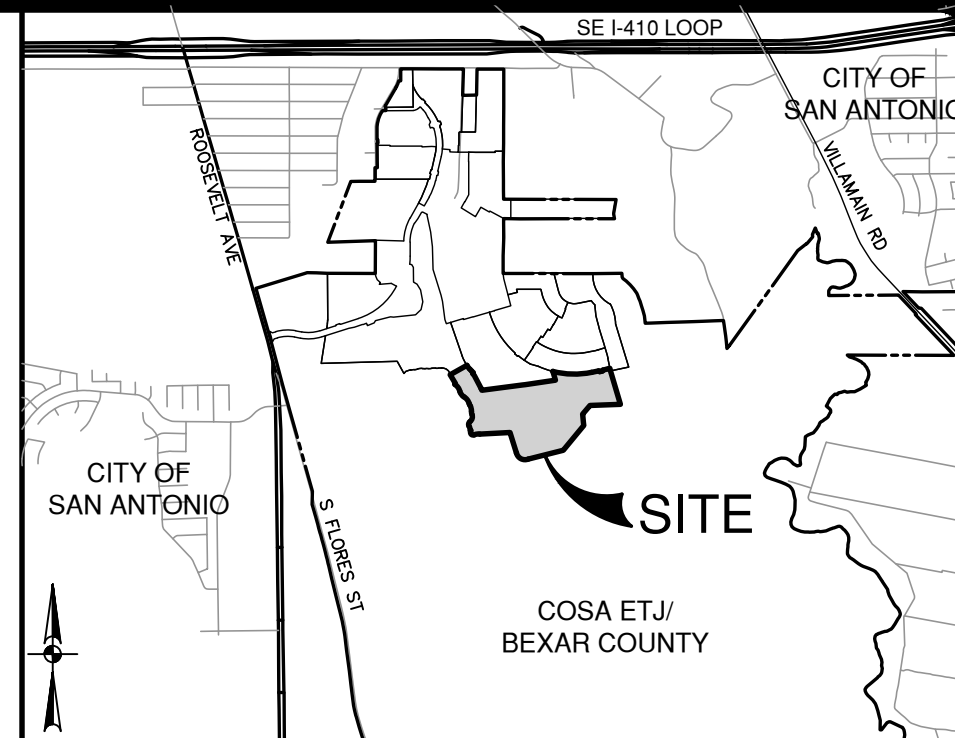 SE I-410 LOOP
CITY OF
SAN ANTONIO
ROOSEVELT AVE
VILLAMAIN RD
CITY OF
SAN ANTONIO
S FLORES ST
SITE
COSA ETJ/
BEXAR COUNTY